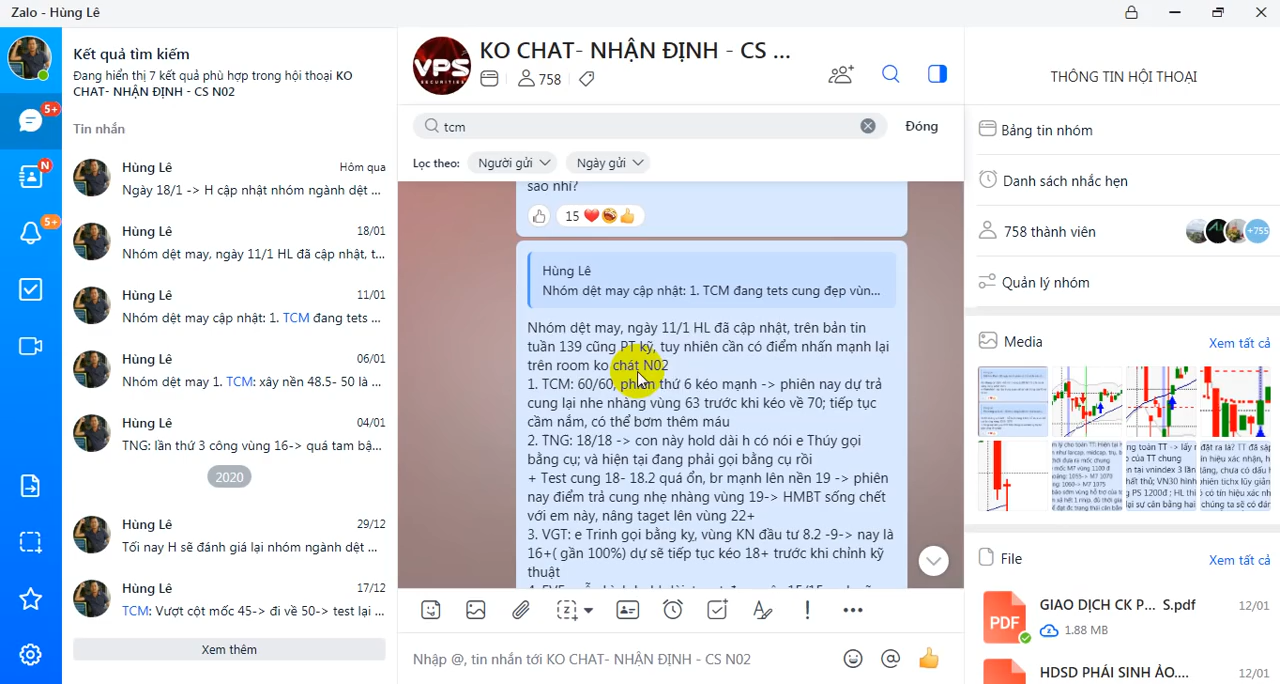 Zalo - Hùng Lê
Kết quả tìm kiếm
Đang hiển thị 7 kết quả phù hợp trong hội thoại KO
CHAT- NHẬN ĐỊNH - CS N02
Tin nhắn
Hùng Lê
Hôm qua
Ngày 18/1 -> H cập nhật nhóm ngành dệt ...
Hùng Lê
18/01
Nhóm dệt may, ngày 11/1 HL đã cập nhật, t...
Hùng Lê
11/01
Nhóm dệt may cập nhật: 1. TCM đang tets ...
Hùng Lê
06/01
Nhóm dệt may 1. TCM: xây nền 48.5- 50 là ...
Hùng Lê
04/01
TNG: lần thứ 3 công vùng 16-> quá tam bậ...
2020
Hùng Lê
29/12
Tối nay H sẽ đánh giá lại nhóm ngành dệt ...
Hùng Lê
17/12
TCM: Vượt cột mốc 45-> đi về 50-> test lại ...
Xem thêm
5+
N
5+
VPS
SECURITIES
KO CHAT- NHẬN ĐỊNH - CS ...
758
tcm
Đóng
Lọc theo:
Người gửi
Ngày gửi
sao nhỉ?
15
Hùng Lê
Nhóm dệt may cập nhật: 1. TCM đang tets cung đẹp vùn...
Nhóm dệt may, ngày 11/1 HL đã cập nhật, trên bản tin
tuần 139 cũng PT kỹ, tuy nhiên cần có điểm nhấn mạnh lại
trên room ko chát N02
1. TCM: 60/60, phiên thứ 6 kéo mạnh -> phiên nay dự trả
cung lại nhe nhàng vùng 63 trước khi kéo về 70; tiếp tục
cầm nắm, có thể bơm thêm máu
2. TNG: 18/18 -> con này hold dài h có nói e Thúy gọi
bằng cụ; và hiện tại đang phải gọi bằng cụ rồi
+ Test cung 18- 18.2 quá ổn, br mạnh lên nền 19 -> phiên
nay điểm trả cung nhẹ nhàng vùng 19-> HMBT sống chết
với em này, nâng taget lên vùng 22+
3. VGT: e Trinh gọi bằng kỵ, vùng KN đầu tư 8.2 -9-> nay là
16+( gần 100%) dự sẽ tiếp tục kéo 18+ trước khi chỉnh kỹ
thuật
Nhập @, tin nhắn tới KO CHAT- NHẬN ĐỊNH - CS N02
THÔNG TIN HỘI THOẠI
Bảng tin nhóm
Danh sách nhắc hẹn
758 thành viên
+755
Quản lý nhóm
Media
Xem tất cả
File
Xem tất cả
PDF
GIAO DỊCH CK P... S.pdf
12/01
1.88 MB
HDSD PHÁI SINH ẢO....
12/01